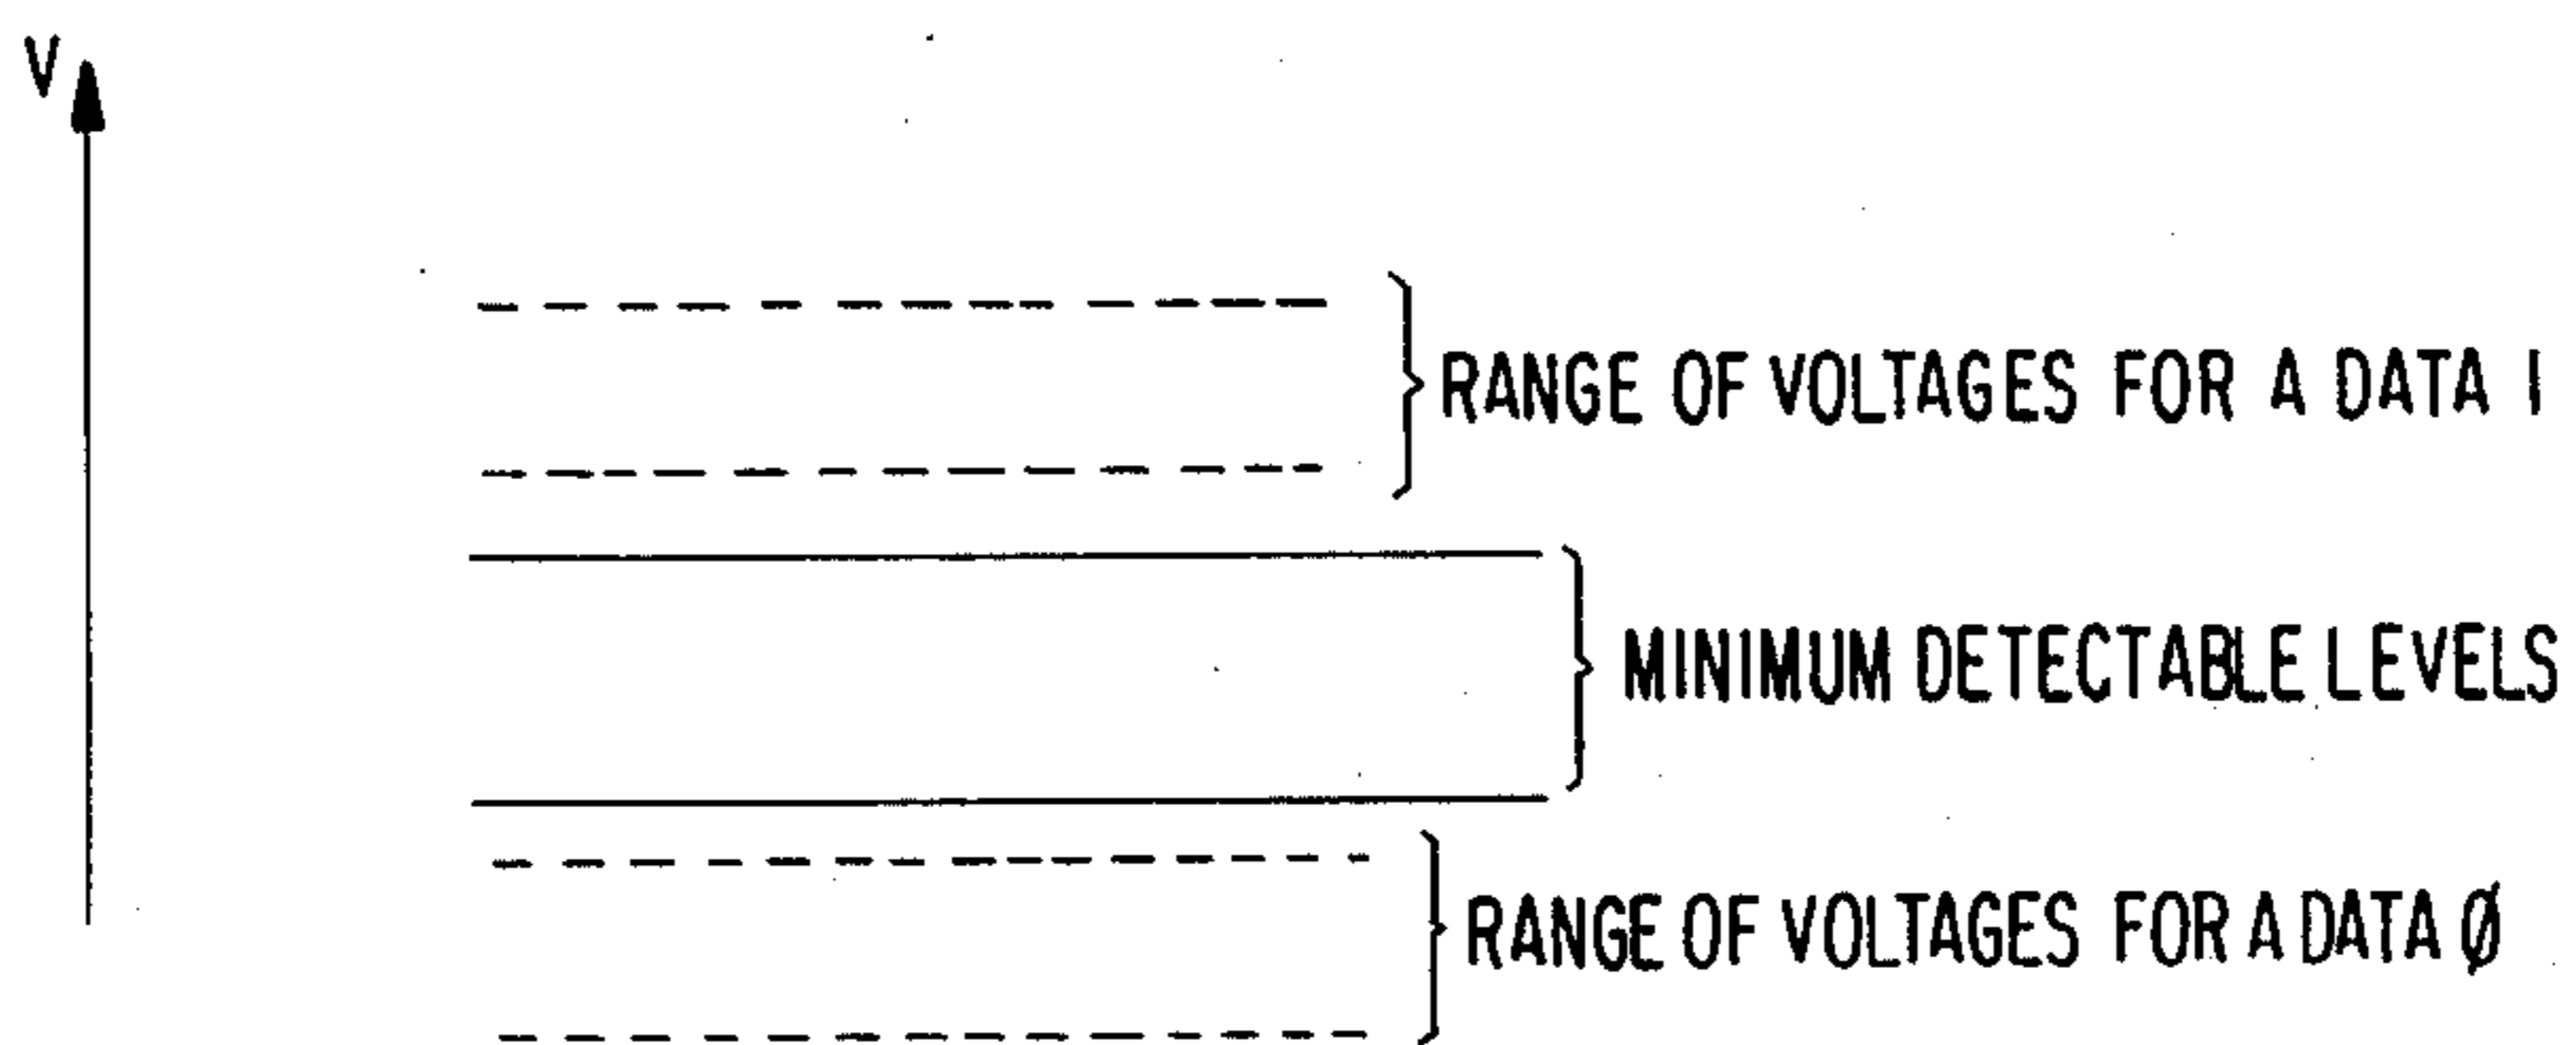 V
RANGE OF VOLTAGES FOR A DATA 1
MINIMUM DETECTABLE LEVELS
RANGE OF VOLTAGES FOR A DATA Ø